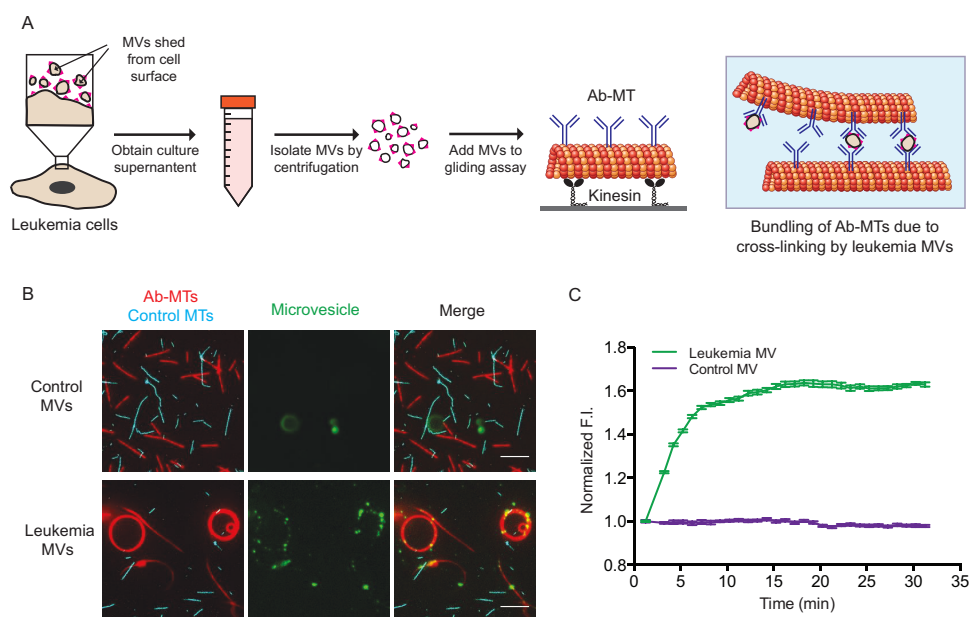 A
MVs shed
from cell
surface
Leukemia cells
Obtain culture
supernantent
Isolate MVs by
centrifugation
Add MVs to
gliding assay
Ab-MT
Kinesin
Bundling of Ab-MTs due to
cross-linking by leukemia MVs
B
Ab-MTs
Control MTs
Microvesicle
Merge
Control
MVs
Leukemia
MVs
C
Leukemia MV
Control MV
Normalized F.I.
1.8
1.6
1.4
1.2
1.0
0.8
0 5 10 15 20 25 30 35
Time (min)